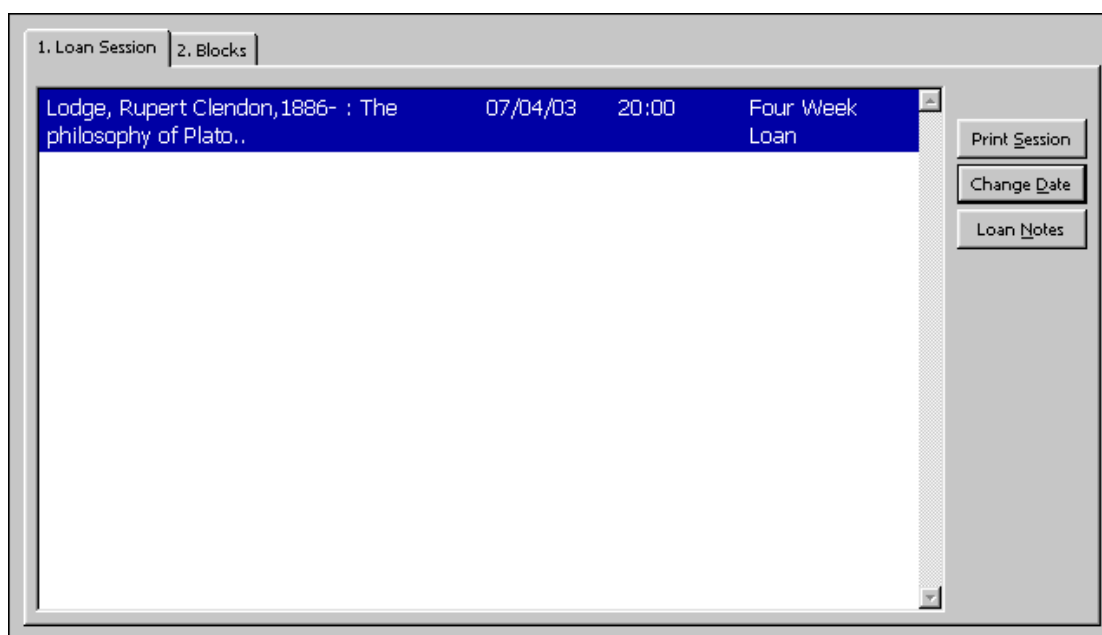 1. Loan Session 2. Blocks
Lodge, Rupert Clendon,1886- : The 07/04/03 20:00 Four Week
philosophy of Plato.. Loan
Print Session
Change Date
Loan Notes